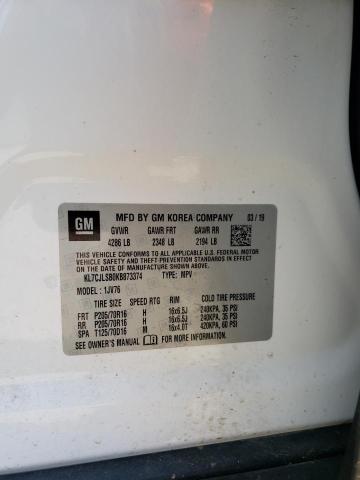 GM
MFD BY GM KOREA COMPANY 03/19
GVWR GAWR FRT GAWR RR
4286 LB 2348 LB 2194 LB
THIS VEHICLE CONFORMS TO ALL APPLICABLE U.S. FEDERAL MOTOR
VEHICLE SAFETY AND THEFT PREVENTION STANDARDS IN EFFECT ON THE
DATE OF MANUFACTURE SHOWN ABOVE.
KL7CJLSB0KB873374 TYPE: MPV
MODEL: 1JV76
TIRE SIZE SPEED RTG RIM COLD TIRE PRESSURE
FRT P205/70R16 H 16x6.5J 240KPA, 35 PSI
RR P205/70R16 H 16x6.5J 240KPA, 35 PSI
SPA T125/70D16 M 16x4.0T 420KPA, 60 PSI
SEE OWNER'S MANUAL FOR MORE INFORMATION.